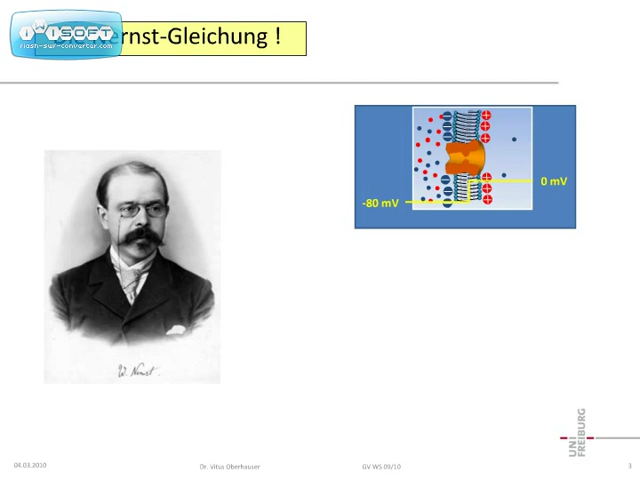 iWiSOFT
flash-swf-converter.com
ernst-Gleichung !
0 mV
-80 mV
W. Nernst.
UNI
FREIBURG
04.03.2010
Dr. Vitus Oberhauser
GV WS 09/10
3